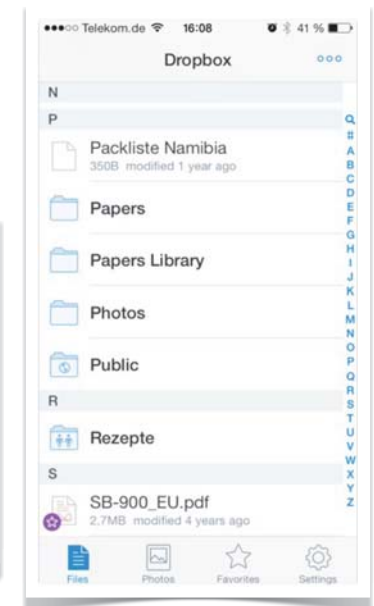 Telekom.de 16:08 41 %
Dropbox
N
P
Packliste Namibia
350B modified 1 year ago
Papers
Papers Library
Photos
Public
R
Rezepte
S
SB-900_EU.pdf
2,7MB modified 4 years ago
#
A
B
C
D
E
F
G
H
I
J
K
L
M
N
O
P
Q
R
S
T
U
V
W
X
Y
Z
Files Photos Favorites Settings